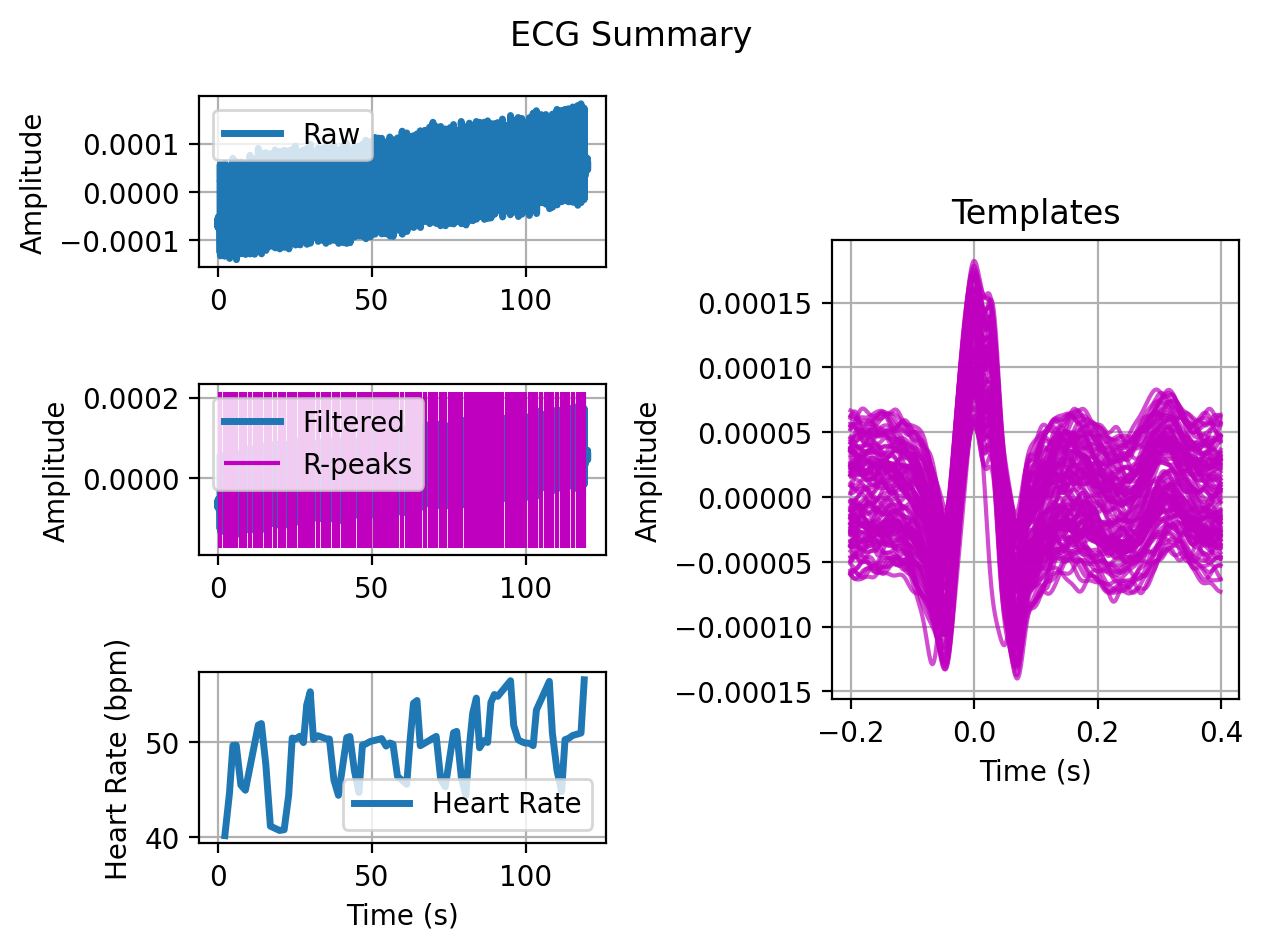 ECG Summary
Amplitude
0.0001
0.0000
−0.0001
Raw
0
50
100
Amplitude
0.0002
0.0000
Filtered
R-peaks
0
50
100
Heart Rate (bpm)
50
40
Heart Rate
0
50
100
Time (s)
Templates
Amplitude
0.00015
0.00010
0.00005
0.00000
−0.00005
−0.00010
−0.00015
−0.2
0.0
0.2
0.4
Time (s)